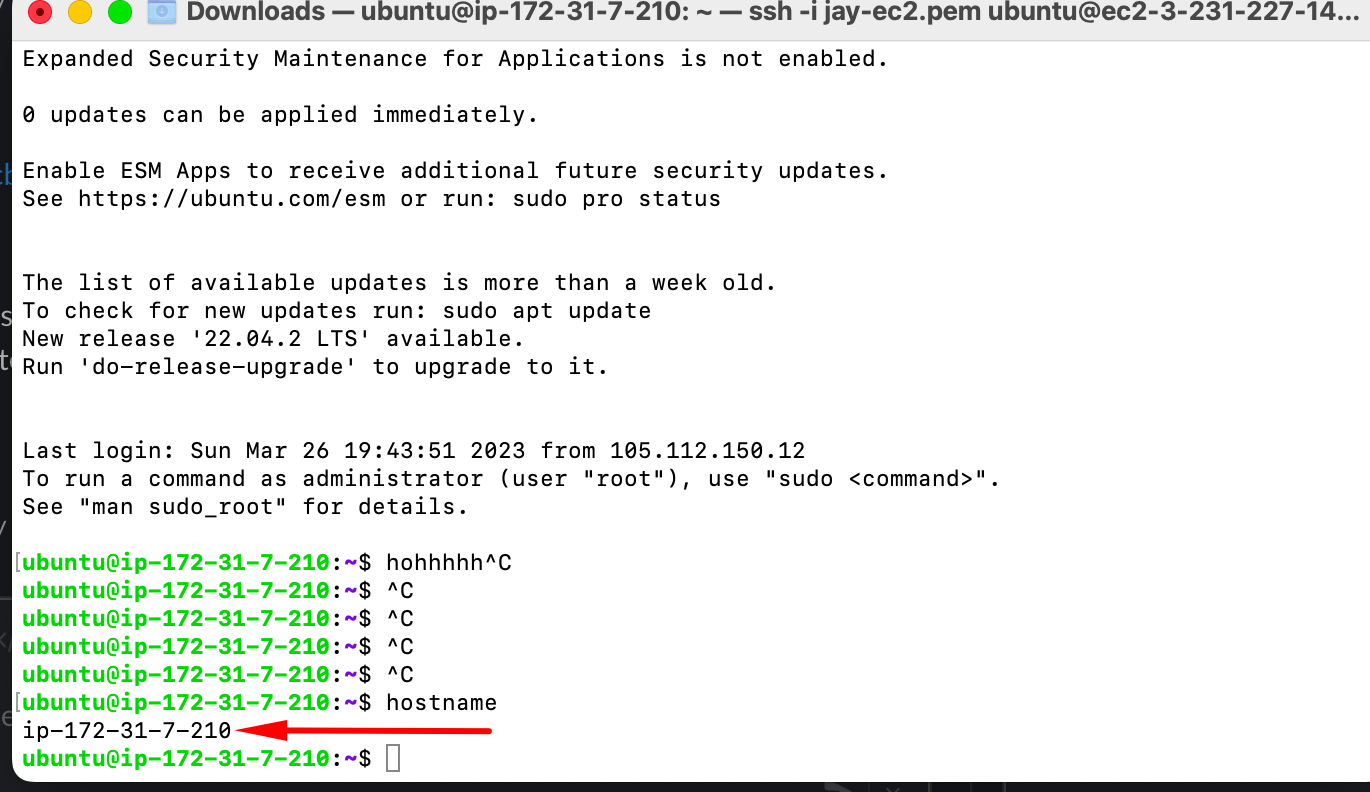 Downloads — ubuntu@ip-172-31-7-210: ~ — ssh -i jay-ec2.pem ubuntu@ec2-3-231-227-14...
Expanded Security Maintenance for Applications is not enabled.
0 updates can be applied immediately.
Enable ESM Apps to receive additional future security updates.
See https://ubuntu.com/esm or run: sudo pro status
The list of available updates is more than a week old.
To check for new updates run: sudo apt update
New release '22.04.2 LTS' available.
Run 'do-release-upgrade' to upgrade to it.
Last login: Sun Mar 26 19:43:51 2023 from 105.112.150.12
To run a command as administrator (user "root"), use "sudo <command>".
See "man sudo_root" for details.
[ubuntu@ip-172-31-7-210:~$ hohhhhh^C
ubuntu@ip-172-31-7-210:~$ ^C
ubuntu@ip-172-31-7-210:~$ ^C
ubuntu@ip-172-31-7-210:~$ ^C
ubuntu@ip-172-31-7-210:~$ ^C
[ubuntu@ip-172-31-7-210:~$ hostname
ip-172-31-7-210
ubuntu@ip-172-31-7-210:~$